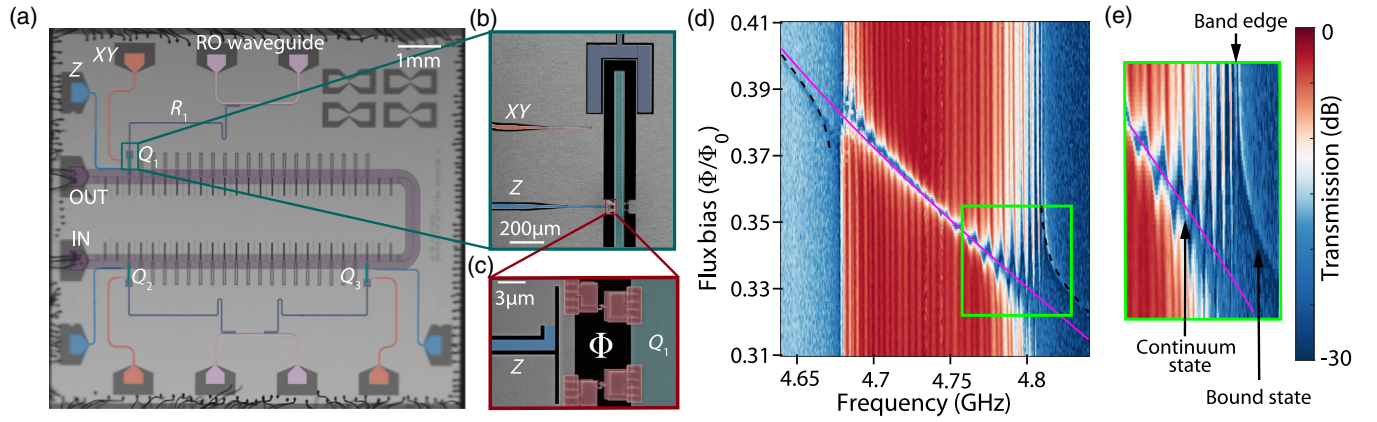 (a)
XY
RO waveguide
1mm
Z
R1
Q1
OUT
IN
Q2
Q3
(b)
XY
Z
200μm
(c)
3μm
Φ
Q1
Z
(d)
0.41
0.39
0.37
0.35
0.33
0.31
Flux bias (Φ/Φ0)
4.65
4.7
4.75
4.8
Frequency (GHz)
(e)
Band edge
Continuum
state
Bound state
0
Transmission (dB)
-30